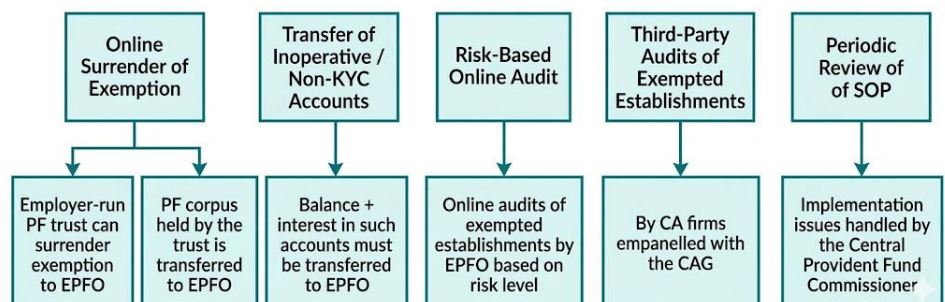 Online
Surrender of
Exemption
Transfer of
Inoperative /
Non-KYC
Accounts
Risk-Based
Online Audit
Third-Party
Audits of
Exempted
Establishments
Periodic
Review of
of SOP
Employer-run
PF trust can
surrender
exemption
to EPFO
PF corpus
held by the
trust is
transferred
to EPFO
Balance +
interest in such
accounts must
be transferred
to EPFO
Online audits of
exempted
establishments by
EPFO based on
risk level
By CA firms
empanelled with
the CAG
Implementation
issues handled by
the Central
Provident Fund
Commissioner